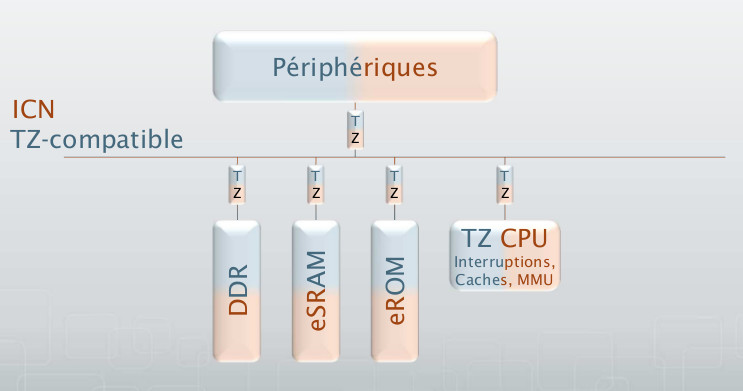 Périphériques
ICN
TZ-compatible
T
Z
T
Z
T
Z
T
Z
T
Z
DDR
eSRAM
eROM
TZ CPU
Interruptions,
Caches, MMU